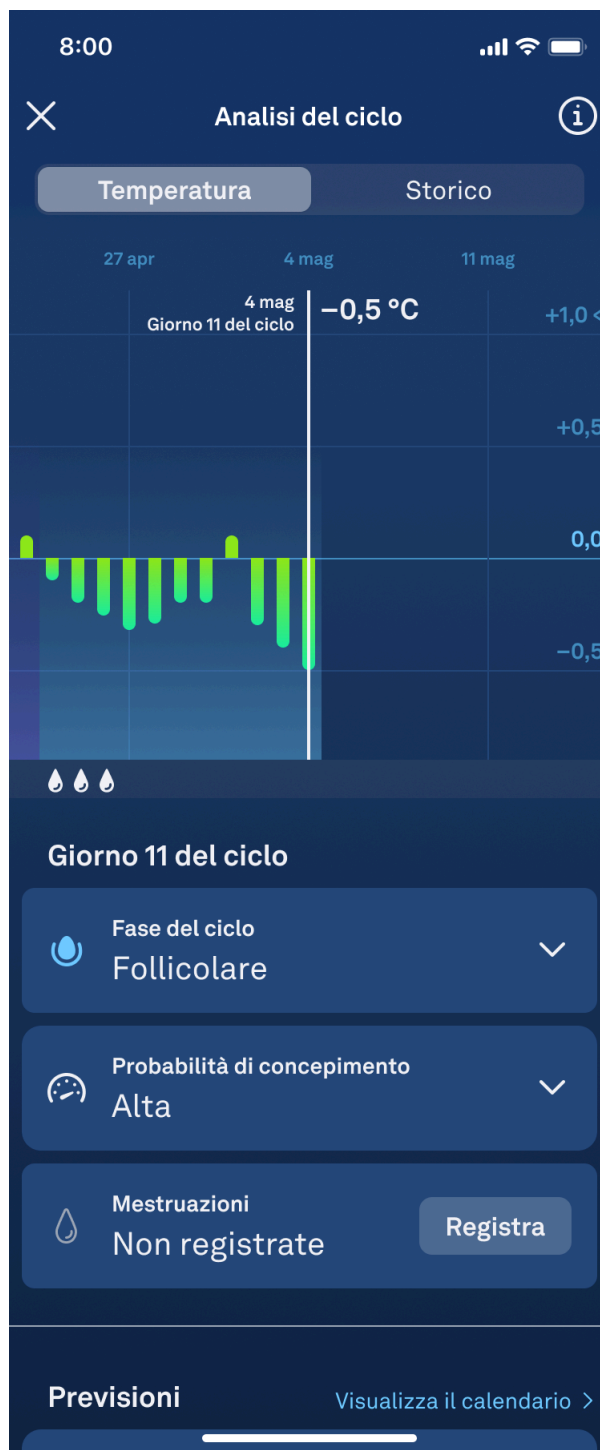 8:00
Analisi del ciclo
Temperatura
Storico
27 apr
4 mag
11 mag
4 mag
Giorno 11 del ciclo
−0,5 °C
+1,0
+0,5
0,0
−0,5
Giorno 11 del ciclo
Fase del ciclo
Follicolare
Probabilità di concepimento
Alta
Mestruazioni
Non registrate
Registra
Previsioni
Visualizza il calendario